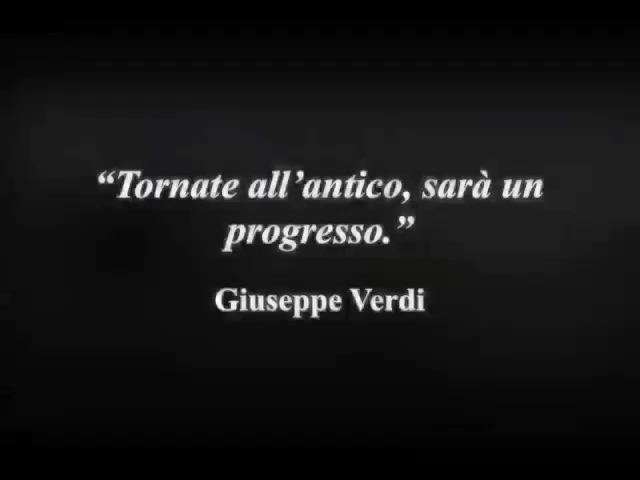 “Tornate all’antico, sarà un
progresso.”
Giuseppe Verdi